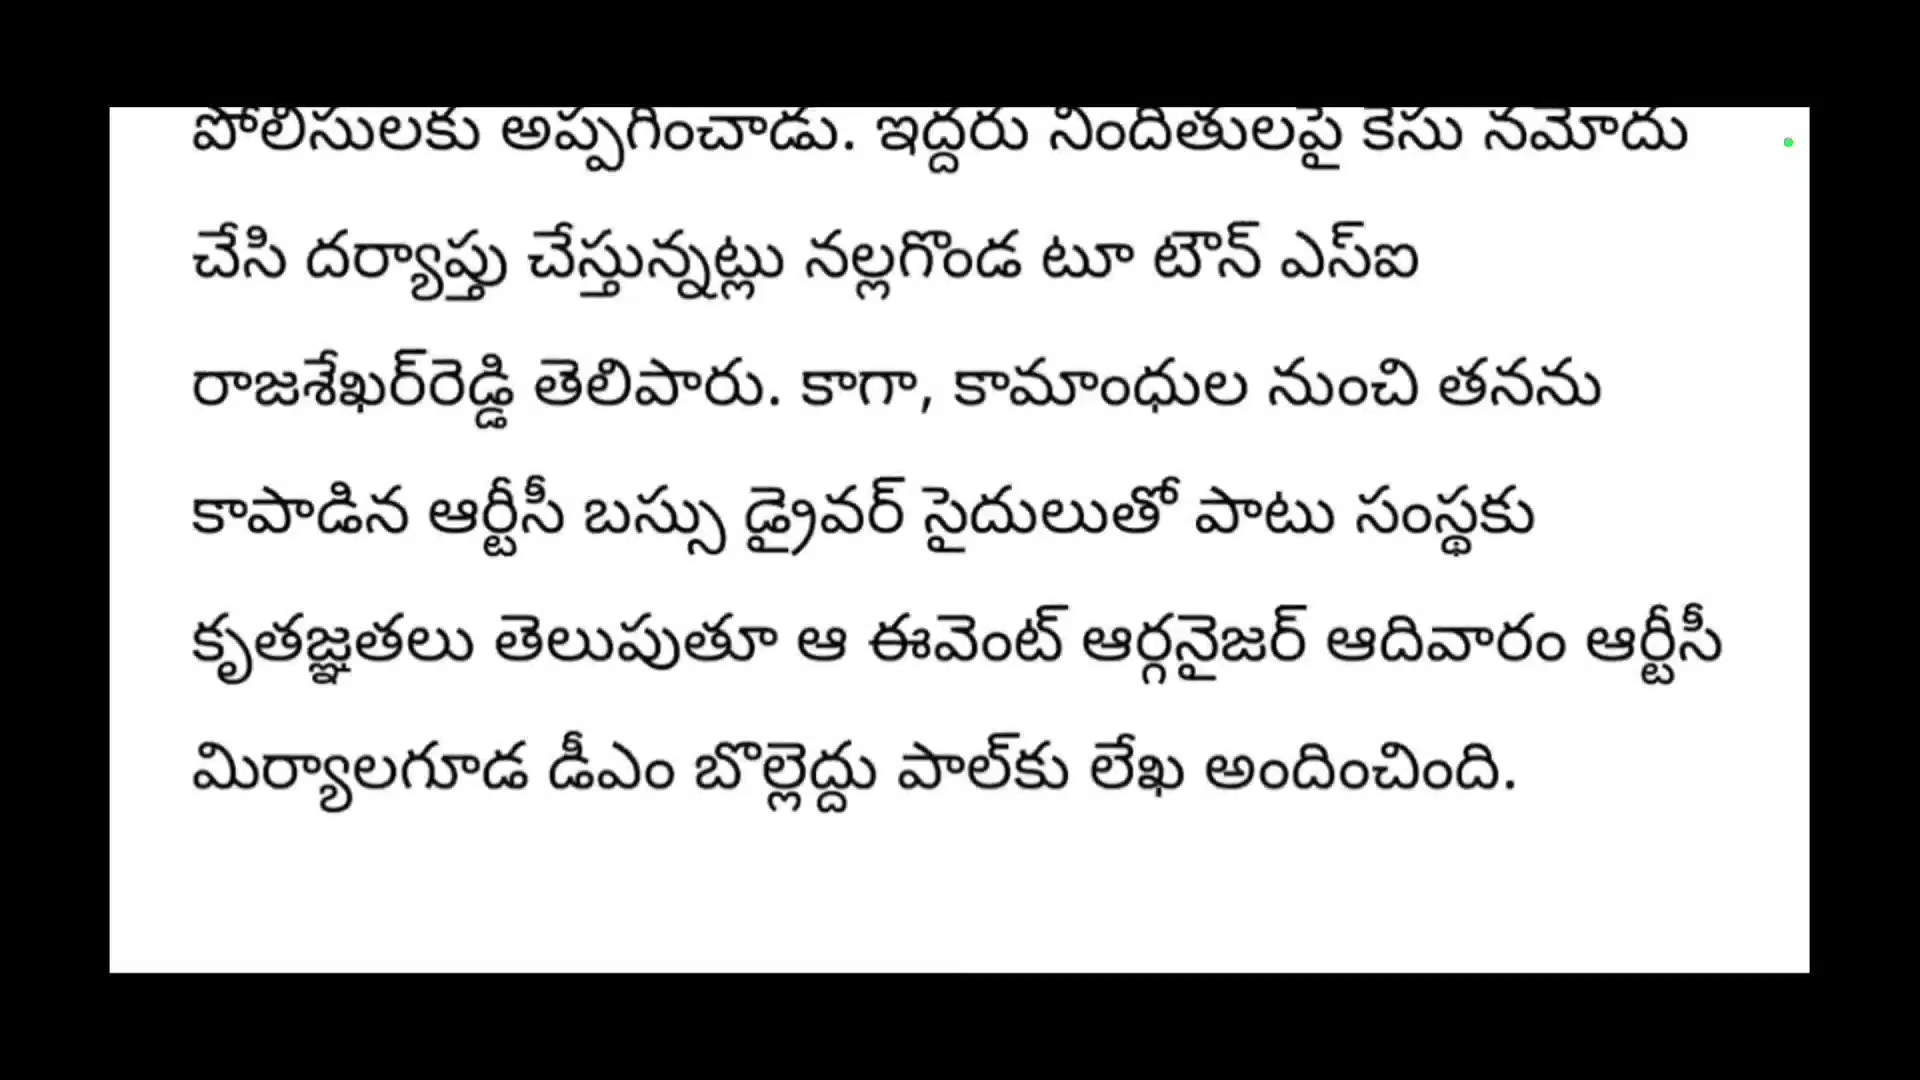 పోలీసులకు అప్పగించాడు. ఇద్దరు నిందితులపై కేసు నమోదు
చేసి దర్యాప్తు చేస్తున్నట్లు నల్లగొండ టూ టౌన్ ఎస్ఐ
రాజశేఖర్‌రెడ్డి తెలిపారు. కాగా, కామాంధుల నుంచి తనను
కాపాడిన ఆర్టీసీ బస్సు డ్రైవర్ సైదులుతో పాటు సంస్థకు
కృతజ్ఞతలు తెలుపుతూ ఆ ఈవెంట్ ఆర్గనైజర్ ఆదివారం ఆర్టీసీ
మిర్యాలగూడ డీఎం బొల్లెద్దు పాల్‌కు లేఖ అందించింది.